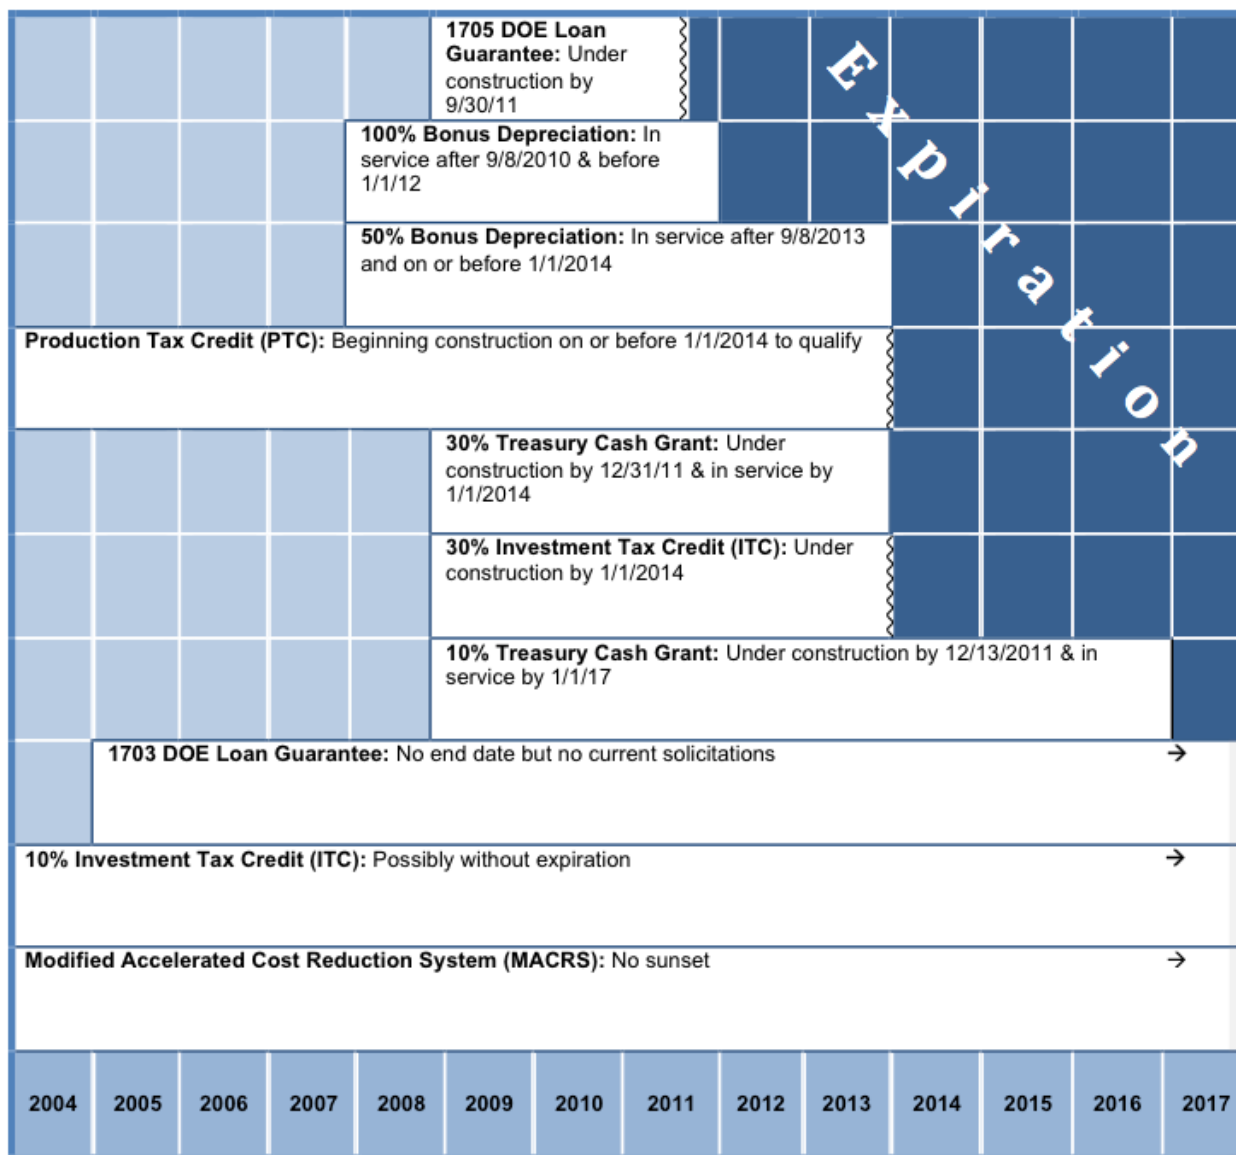 1705 DOE Loan
Guarantee: Under
construction by
9/30/11
Expiration
100% Bonus Depreciation: In
service after 9/8/2010 & before
1/1/12
50% Bonus Depreciation: In service after 9/8/2013
and on or before 1/1/2014
Production Tax Credit (PTC): Beginning construction on or before 1/1/2014 to qualify
30% Treasury Cash Grant: Under
construction by 12/31/11 & in service by
1/1/2014
30% Investment Tax Credit (ITC): Under
construction by 1/1/2014
10% Treasury Cash Grant: Under construction by 12/13/2011 & in
service by 1/1/17
1703 DOE Loan Guarantee: No end date but no current solicitations →
10% Investment Tax Credit (ITC): Possibly without expiration →
Modified Accelerated Cost Reduction System (MACRS): No sunset →
2004 2005 2006 2007 2008 2009 2010 2011 2012 2013 2014 2015 2016 2017